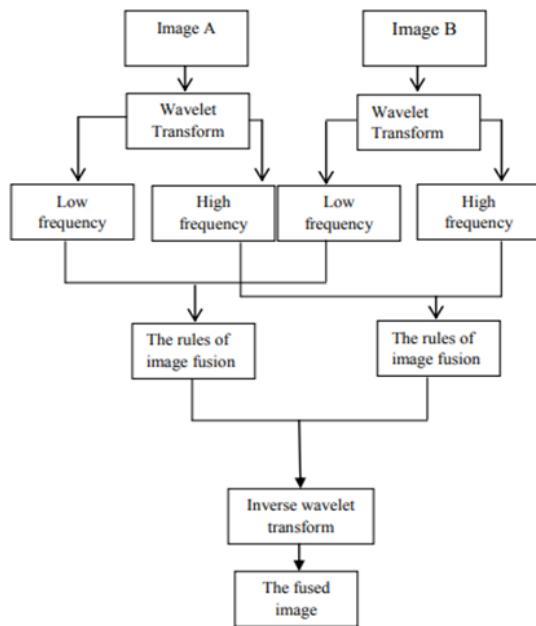 Image A
Image B
Wavelet
Transform
Wavelet
Transform
Low
frequency
High
frequency
Low
frequency
High
frequency
The rules of
image fusion
The rules of
image fusion
Inverse wavelet
transform
The fused
image